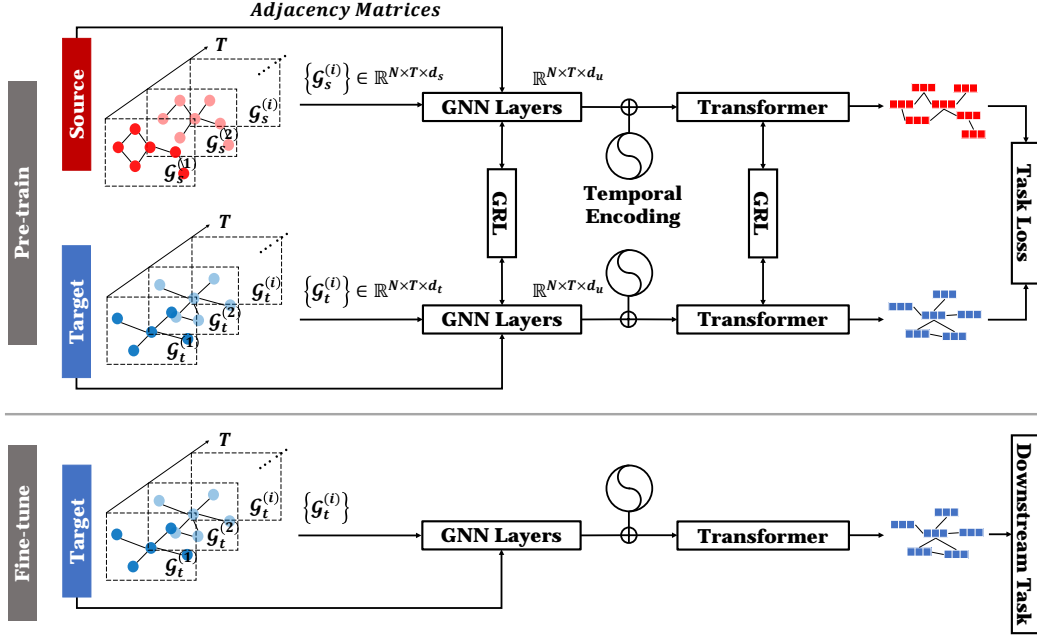 Adjacency Matrices
Pre-train
Source
T
𝒢_s^(1)
𝒢_s^(2)
𝒢_s^(i)
{𝒢_s^(i)} ∈ ℝ^{N×T×d_s}
GNN Layers
ℝ^{N×T×d_u}
Temporal
Encoding
Transformer
GRL
GRL
Task Loss
Target
T
𝒢_t^(1)
𝒢_t^(2)
𝒢_t^(i)
{𝒢_t^(i)} ∈ ℝ^{N×T×d_t}
GNN Layers
ℝ^{N×T×d_u}
Transformer
Fine-tune
Target
T
𝒢_t^(1)
𝒢_t^(2)
𝒢_t^(i)
{𝒢_t^(i)}
GNN Layers
Transformer
Downstream Task